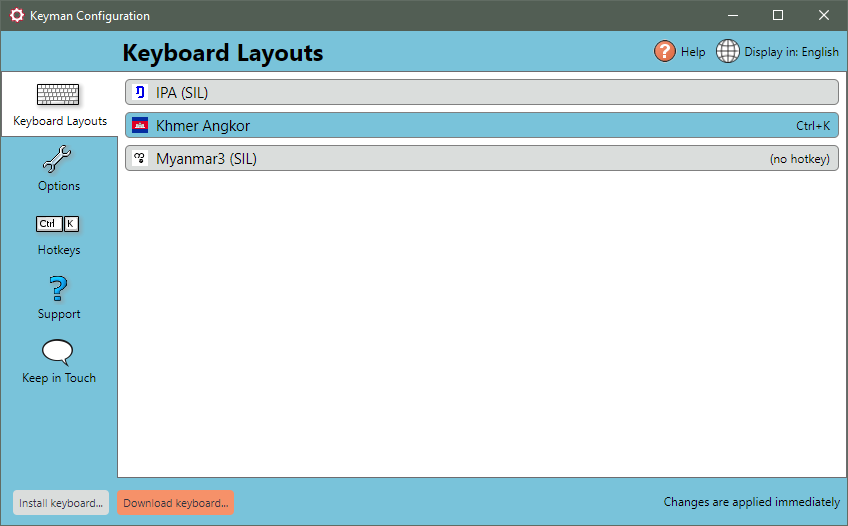 Keyman Configuration
Keyboard Layouts
Help
Display in: English
Keyboard Layouts
Options
Ctrl K
Hotkeys
Support
Keep in Touch
IPA (SIL)
Khmer Angkor Ctrl+K
Myanmar3 (SIL) (no hotkey)
Install keyboard...
Download keyboard...
Changes are applied immediately